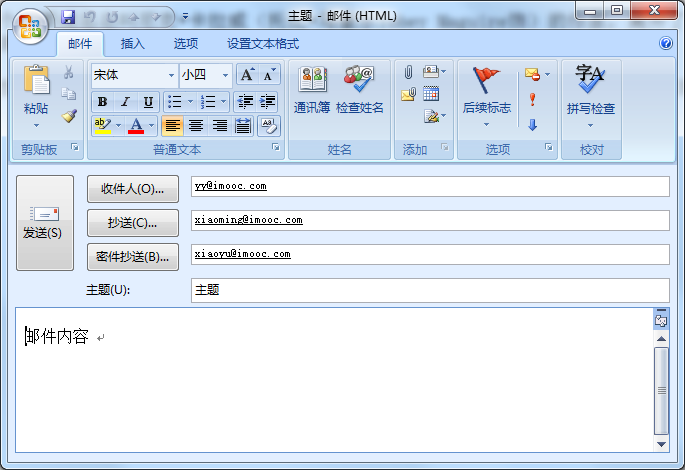 主题 - 邮件 (HTML)
邮件 插入 选项 设置文本格式
粘贴
剪贴板
宋体 小四
B I U
ab A
普通文本
通讯簿 检查姓名
姓名
添加
后续标志
选项
字A
拼写检查
校对
发送(S)
收件人(O)... yy@imooc.com
抄送(C)... xiaoming@imooc.com
密件抄送(B)... xiaoyu@imooc.com
主题(U): 主题
邮件内容